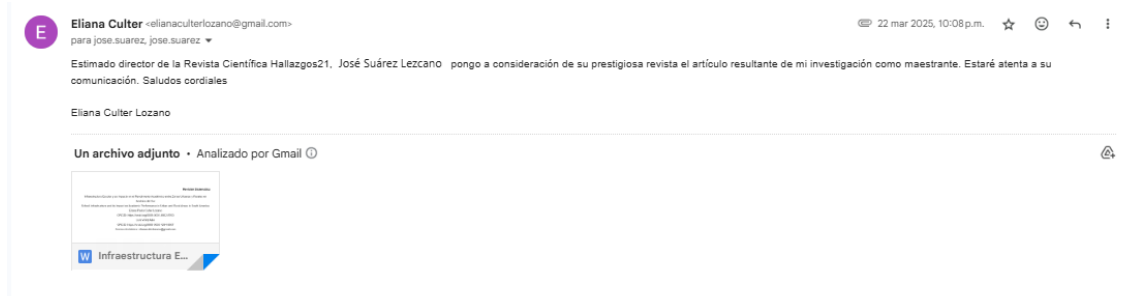 E
Eliana Culter <elianaculterlozano@gmail.com>
22 mar 2025, 10:08 p.m.
para jose.suarez, jose.suarez
Estimado director de la Revista Científica Hallazgos21, José Suárez Lezcano pongo a consideración de su prestigiosa revista el artículo resultante de mi investigación como maestrante. Estaré atenta a su
comunicación. Saludos cordiales
Eliana Culter Lozano
Un archivo adjunto • Analizado por Gmail
W Infraestructura E...